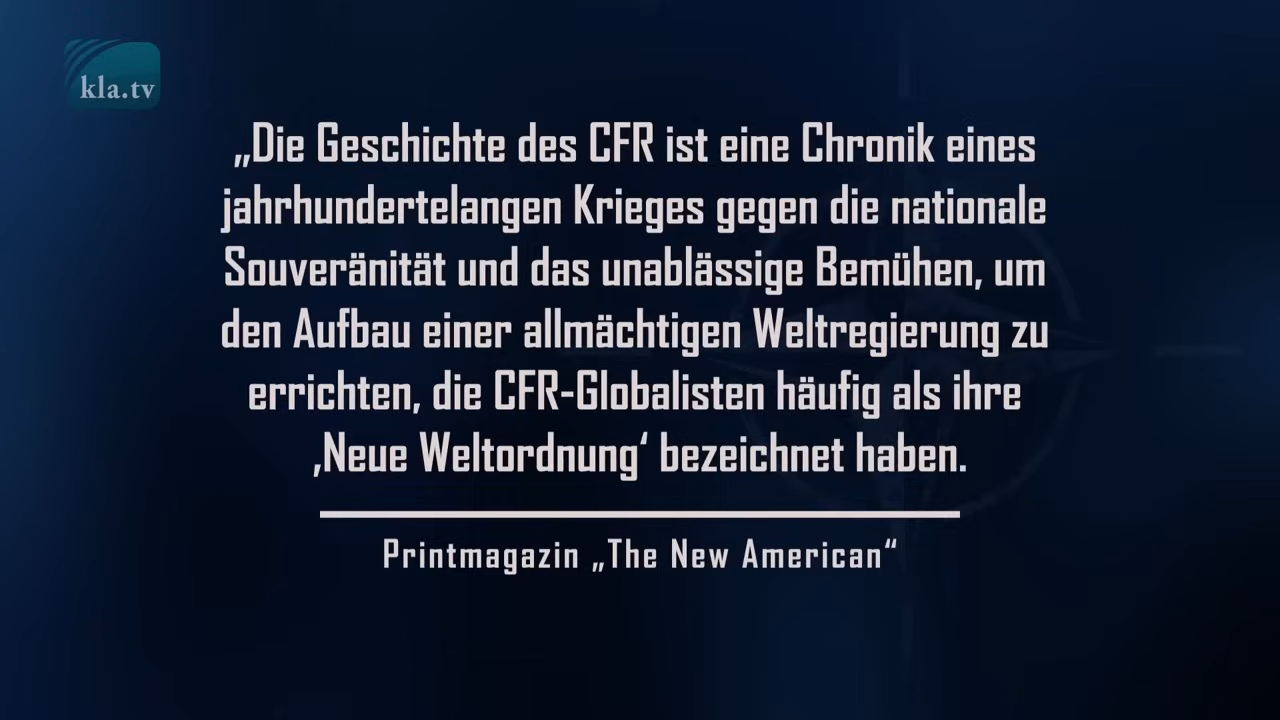 kla.tv
„Die Geschichte des CFR ist eine Chronik eines
jahrhundertelangen Krieges gegen die nationale
Souveränität und das unablässige Bemühen, um
den Aufbau einer allmächtigen Weltregierung zu
errichten, die CFR-Globalisten häufig als ihre
‚Neue Weltordnung‘ bezeichnet haben.
Printmagazin „The New American“